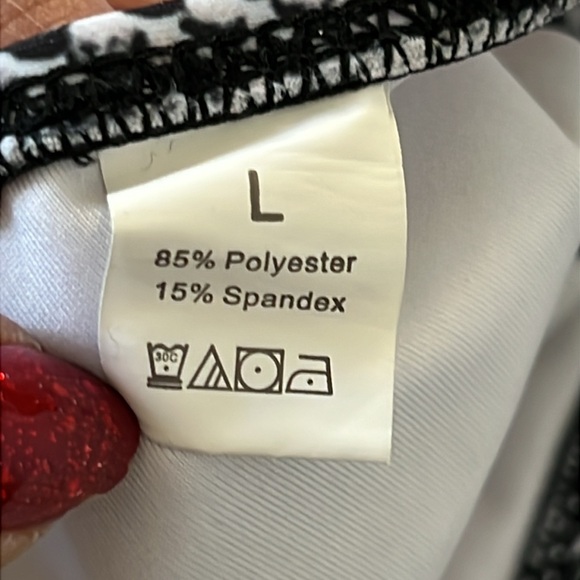 L
85% Polyester
15% Spandex
30C